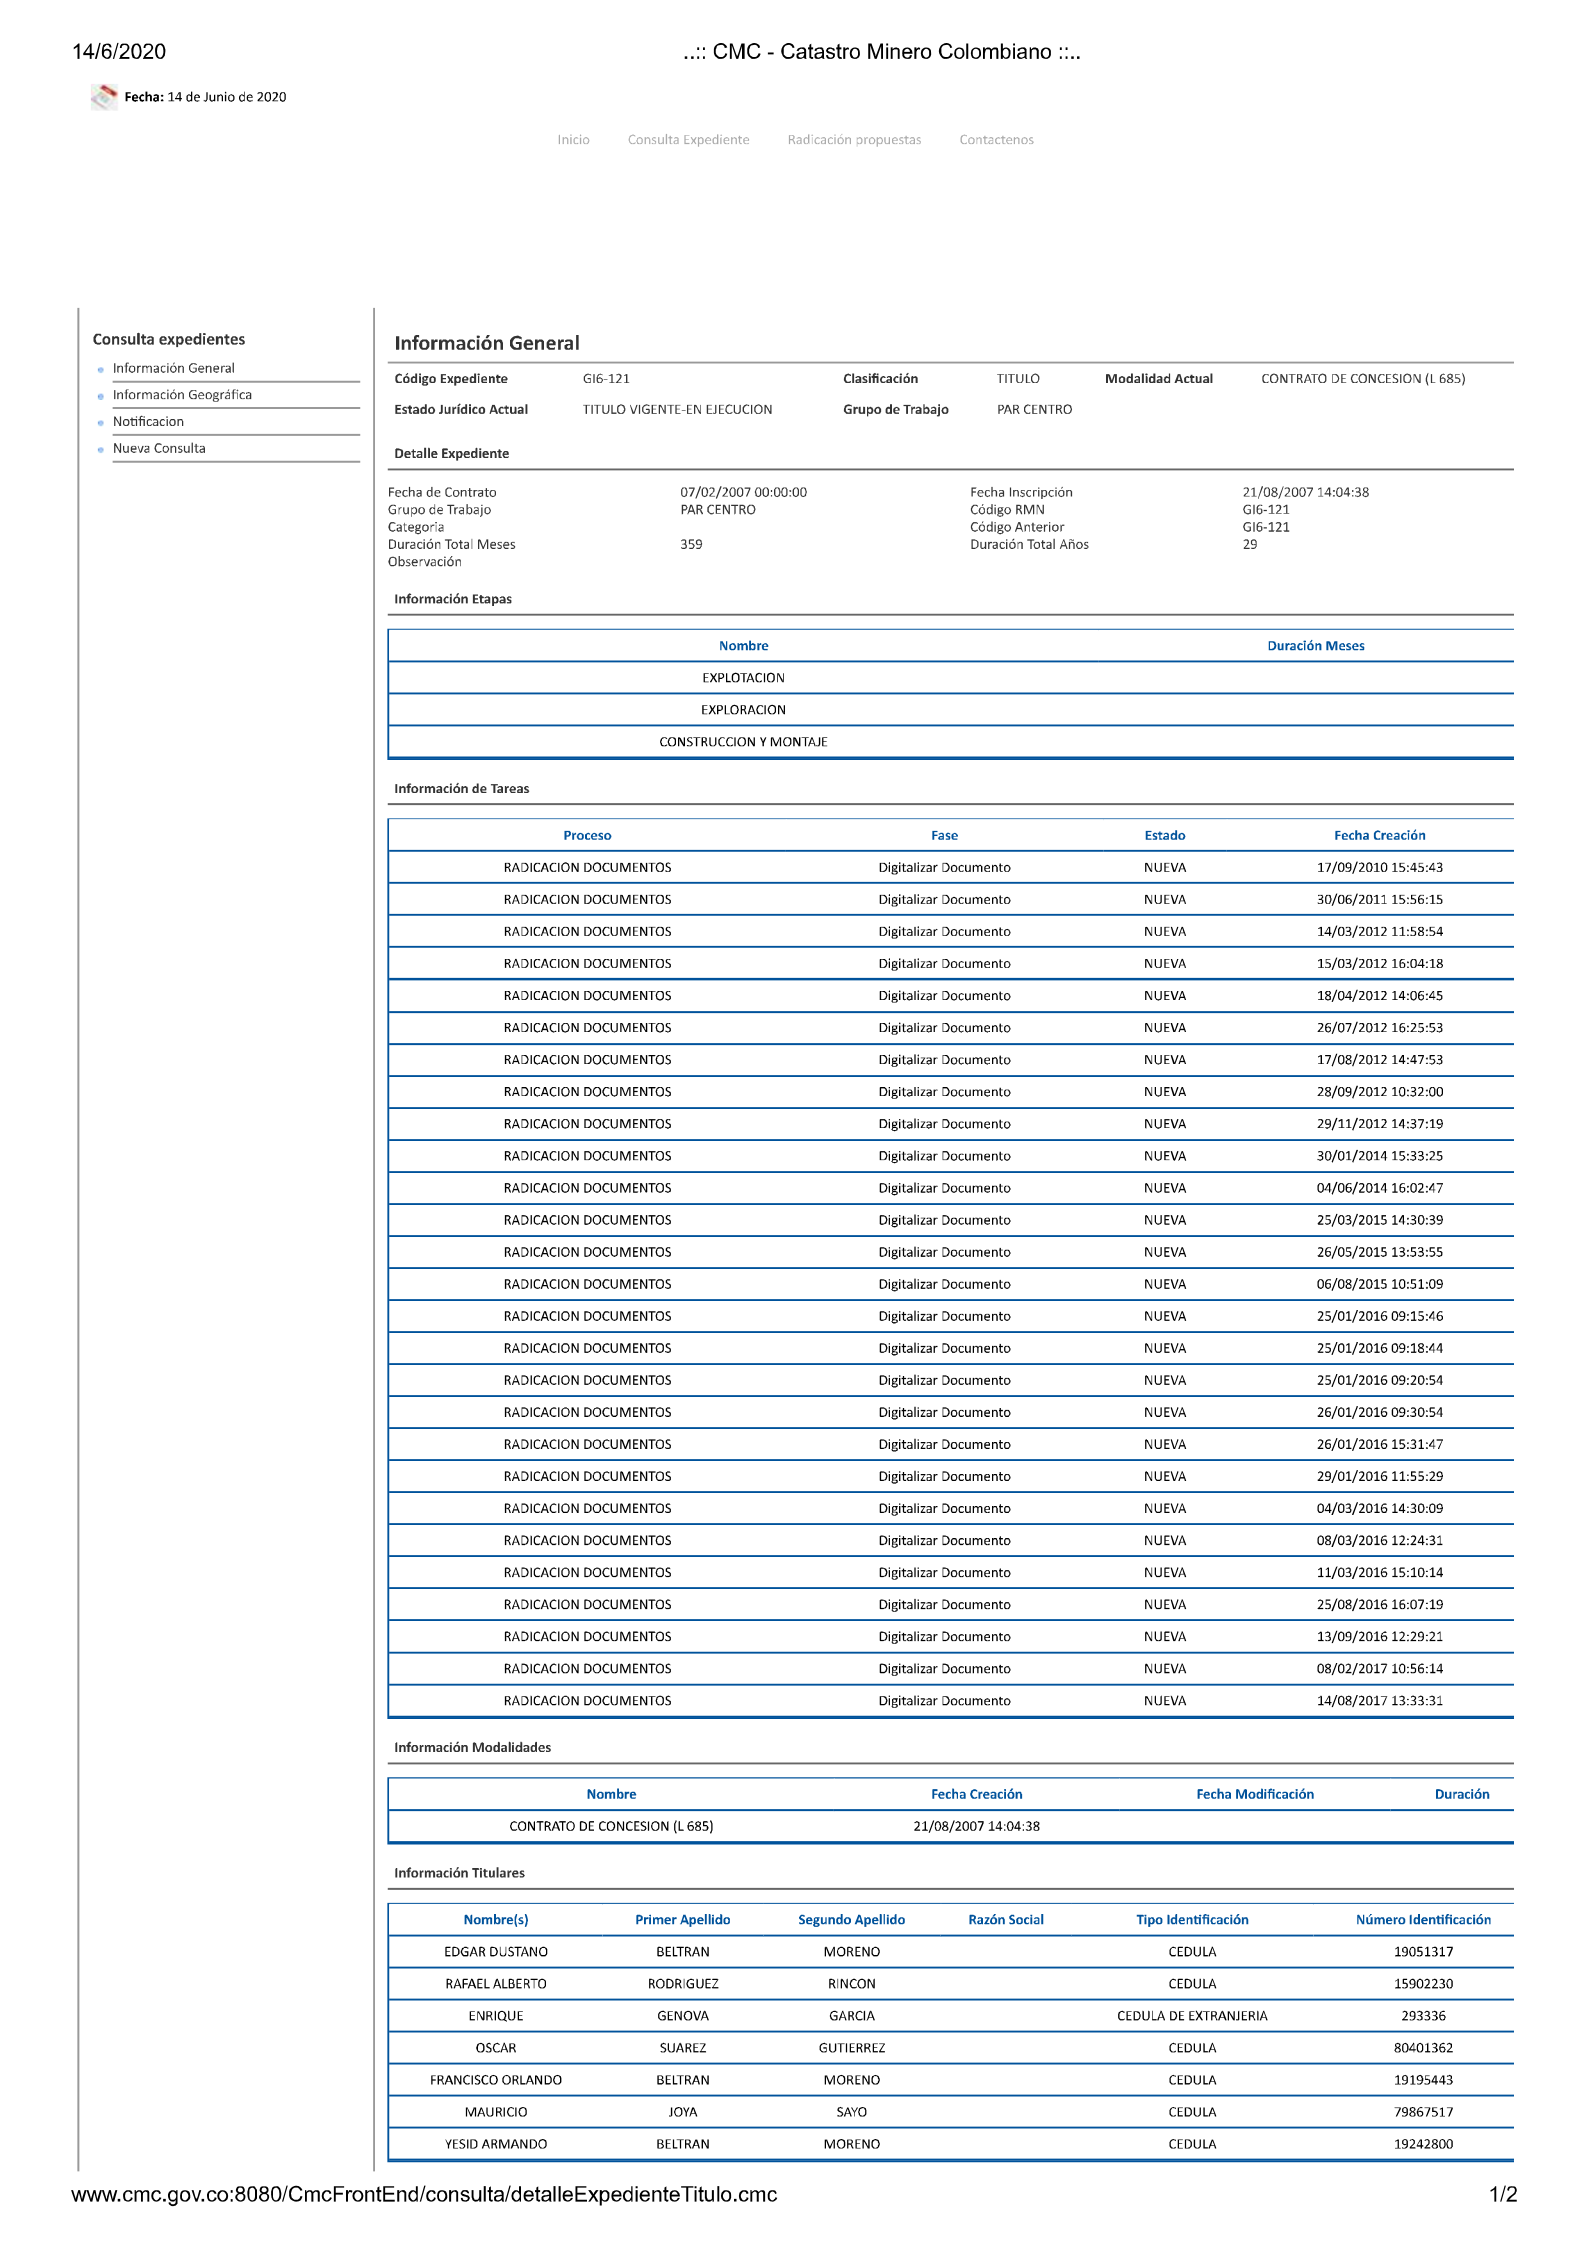 14/6/2020 ..:: CMC - Catastro Minero Colombiano ::..
Fecha: 14 de Junio de 2020
Inicio Consulta Expediente Radicación propuestas Contactenos
Consulta expedientes
Información General
Información Geográfica
Notificacion
Nueva Consulta
Información General
Código Expediente GI6-121 Clasificación TITULO Modalidad Actual CONTRATO DE CONCESION (L 685)
Estado Jurídico Actual TITULO VIGENTE-EN EJECUCION Grupo de Trabajo PAR CENTRO
Detalle Expediente
Fecha de Contrato 07/02/2007 00:00:00 Fecha Inscripción 21/08/2007 14:04:38
Grupo de Trabajo PAR CENTRO Código RMN GI6-121
Categoria Código Anterior GI6-121
Duración Total Meses 359 Duración Total Años 29
Observación
Información Etapas
Nombre Duración Meses
EXPLOTACION
EXPLORACION
CONSTRUCCION Y MONTAJE
Información de Tareas
Proceso Fase Estado Fecha Creación
RADICACION DOCUMENTOS Digitalizar Documento NUEVA 17/09/2010 15:45:43
RADICACION DOCUMENTOS Digitalizar Documento NUEVA 30/06/2011 15:56:15
RADICACION DOCUMENTOS Digitalizar Documento NUEVA 14/03/2012 11:58:54
RADICACION DOCUMENTOS Digitalizar Documento NUEVA 15/03/2012 16:04:18
RADICACION DOCUMENTOS Digitalizar Documento NUEVA 18/04/2012 14:06:45
RADICACION DOCUMENTOS Digitalizar Documento NUEVA 26/07/2012 16:25:53
RADICACION DOCUMENTOS Digitalizar Documento NUEVA 17/08/2012 14:47:53
RADICACION DOCUMENTOS Digitalizar Documento NUEVA 28/09/2012 10:32:00
RADICACION DOCUMENTOS Digitalizar Documento NUEVA 29/11/2012 14:37:19
RADICACION DOCUMENTOS Digitalizar Documento NUEVA 30/01/2014 15:33:25
RADICACION DOCUMENTOS Digitalizar Documento NUEVA 04/06/2014 16:02:47
RADICACION DOCUMENTOS Digitalizar Documento NUEVA 25/03/2015 14:30:39
RADICACION DOCUMENTOS Digitalizar Documento NUEVA 26/05/2015 13:53:55
RADICACION DOCUMENTOS Digitalizar Documento NUEVA 06/08/2015 10:51:09
RADICACION DOCUMENTOS Digitalizar Documento NUEVA 25/01/2016 09:15:46
RADICACION DOCUMENTOS Digitalizar Documento NUEVA 25/01/2016 09:18:44
RADICACION DOCUMENTOS Digitalizar Documento NUEVA 25/01/2016 09:20:54
RADICACION DOCUMENTOS Digitalizar Documento NUEVA 26/01/2016 09:30:54
RADICACION DOCUMENTOS Digitalizar Documento NUEVA 26/01/2016 15:31:47
RADICACION DOCUMENTOS Digitalizar Documento NUEVA 29/01/2016 11:55:29
RADICACION DOCUMENTOS Digitalizar Documento NUEVA 04/03/2016 14:30:09
RADICACION DOCUMENTOS Digitalizar Documento NUEVA 08/03/2016 12:24:31
RADICACION DOCUMENTOS Digitalizar Documento NUEVA 11/03/2016 15:10:14
RADICACION DOCUMENTOS Digitalizar Documento NUEVA 25/08/2016 16:07:19
RADICACION DOCUMENTOS Digitalizar Documento NUEVA 13/09/2016 12:29:21
RADICACION DOCUMENTOS Digitalizar Documento NUEVA 08/02/2017 10:56:14
RADICACION DOCUMENTOS Digitalizar Documento NUEVA 14/08/2017 13:33:31
Información Modalidades
Nombre Fecha Creación Fecha Modificación Duración
CONTRATO DE CONCESION (L 685) 21/08/2007 14:04:38
Información Titulares
Nombre(s) Primer Apellido Segundo Apellido Razón Social Tipo Identificación Número Identificación
EDGAR DUSTANO BELTRAN MORENO CEDULA 19051317
RAFAEL ALBERTO RODRIGUEZ RINCON CEDULA 15902230
ENRIQUE GENOVA GARCIA CEDULA DE EXTRANJERIA 293336
OSCAR SUAREZ GUTIERREZ CEDULA 80401362
FRANCISCO ORLANDO BELTRAN MORENO CEDULA 19195443
MAURICIO JOYA SAYO CEDULA 79867517
YESID ARMANDO BELTRAN MORENO CEDULA 19242800
www.cmc.gov.co:8080/CmcFrontEnd/consulta/detalleExpedienteTitulo.cmc 1/2